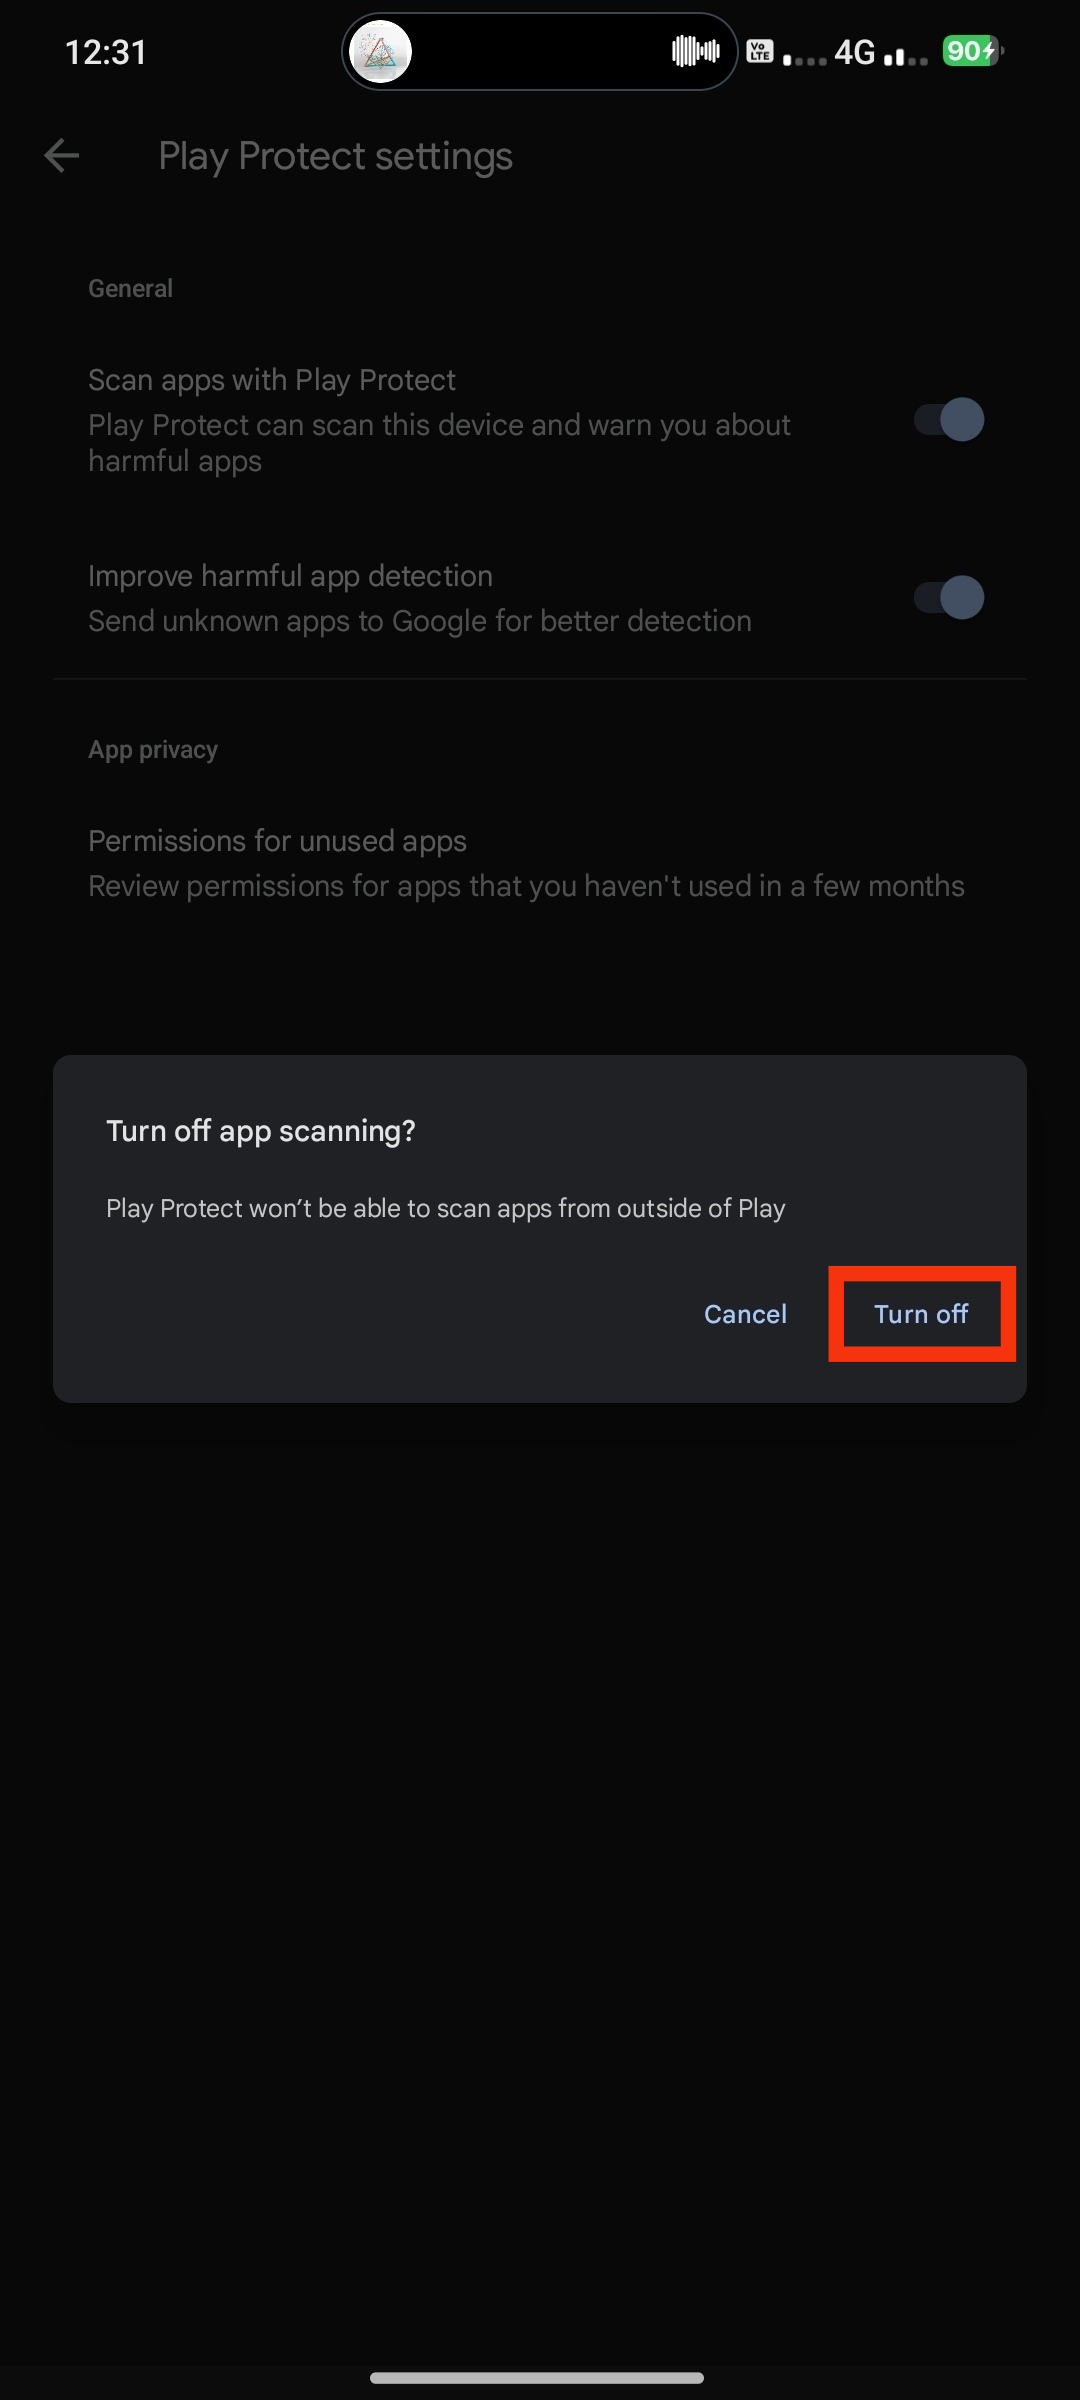 12:31
Vo LTE 4G 90
Play Protect settings
General
Scan apps with Play Protect
Play Protect can scan this device and warn you about
harmful apps
Improve harmful app detection
Send unknown apps to Google for better detection
App privacy
Permissions for unused apps
Review permissions for apps that you haven't used in a few months
Turn off app scanning?
Play Protect won’t be able to scan apps from outside of Play
Cancel Turn off